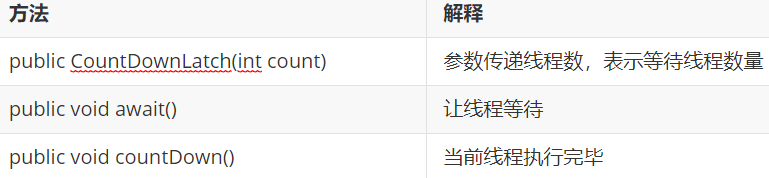 方法 解释
public CountDownLatch(int count) 参数传递线程数，表示等待线程数量
public void await() 让线程等待
public void countDown() 当前线程执行完毕